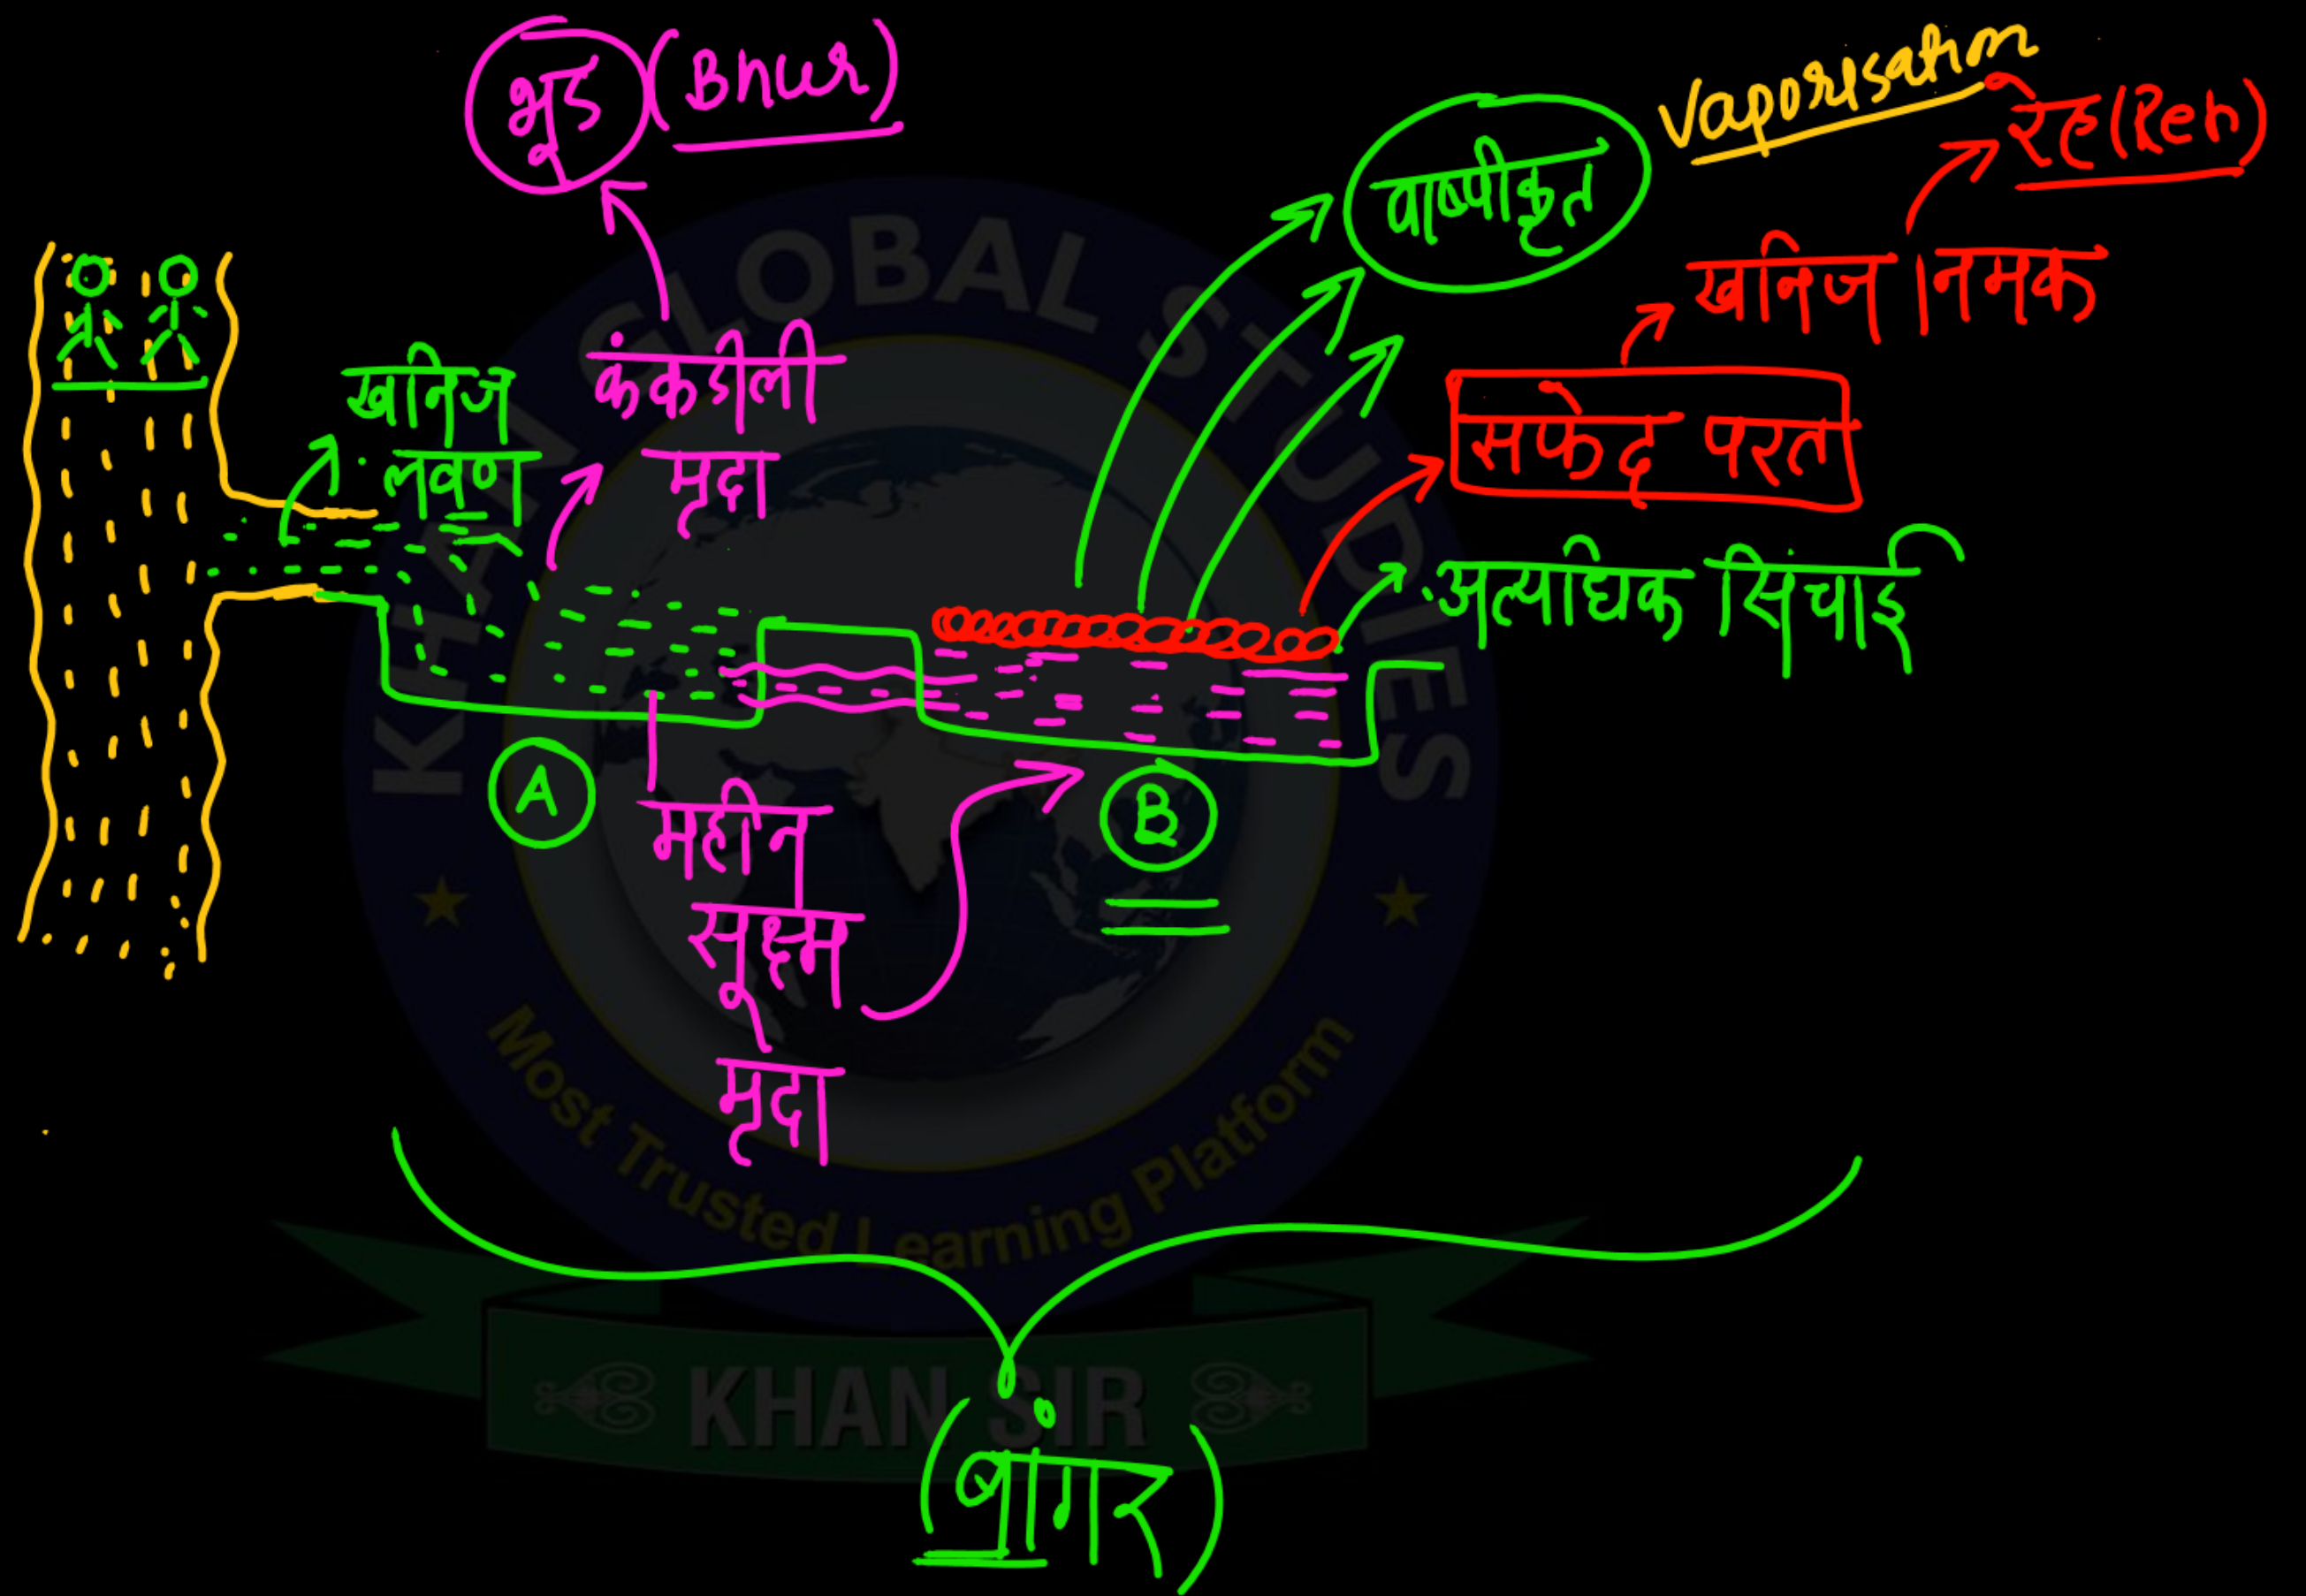 भूड (Bhur)
Vaporisation
रेह (Reh)
वाष्पीकृत
खनिज नमक
खनिज
लवण
कंकडीली
मृदा
सफेद परत
अत्यधिक सिंचाई
A
B
महीन
सूक्ष्म
मृदा
(बांगर)
KHAN GLOBAL STUDIES
Most Trusted Learning Platform
KHAN SIR